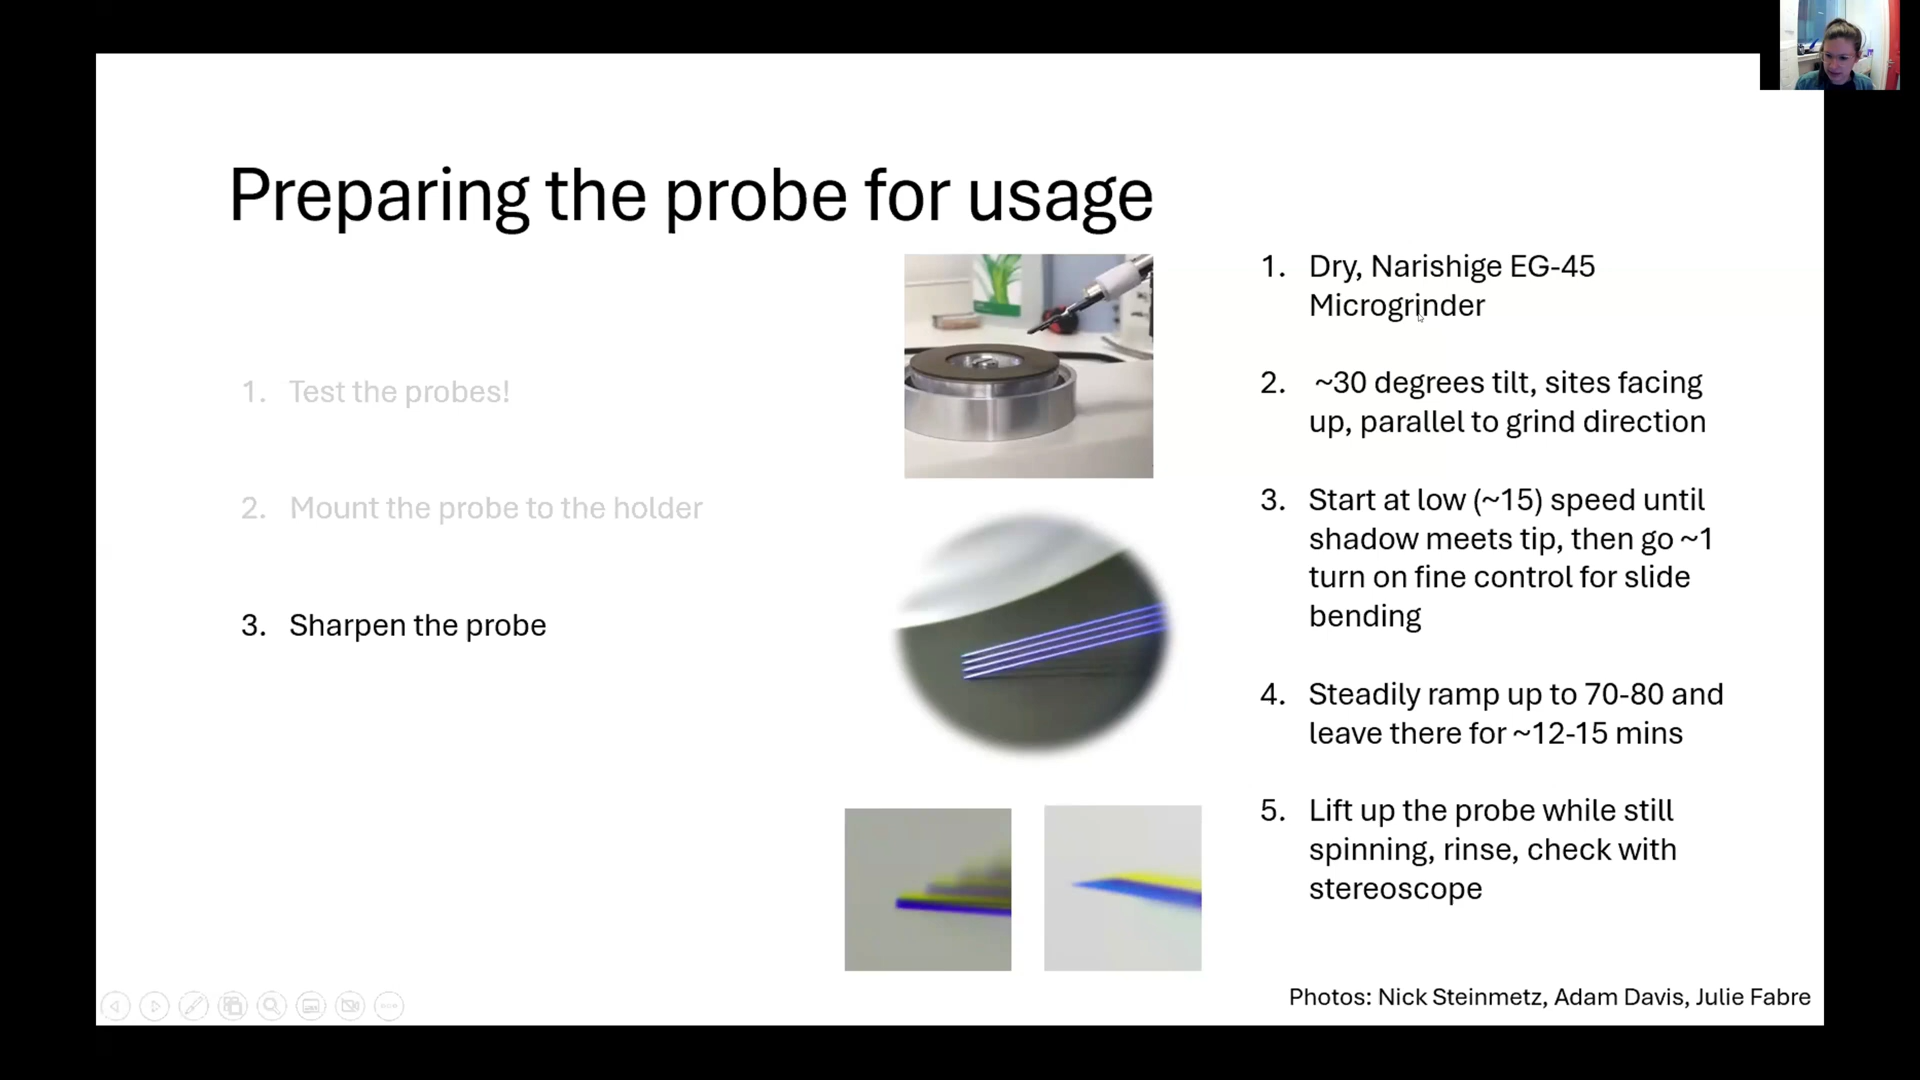 Preparing the probe for usage
1. Test the probes!
2. Mount the probe to the holder
3. Sharpen the probe
1. Dry, Narishige EG-45
Microgrinder
2. ~30 degrees tilt, sites facing
up, parallel to grind direction
3. Start at low (~15) speed until
shadow meets tip, then go ~1
turn on fine control for slide
bending
4. Steadily ramp up to 70-80 and
leave there for ~12-15 mins
5. Lift up the probe while still
spinning, rinse, check with
stereoscope
Photos: Nick Steinmetz, Adam Davis, Julie Fabre